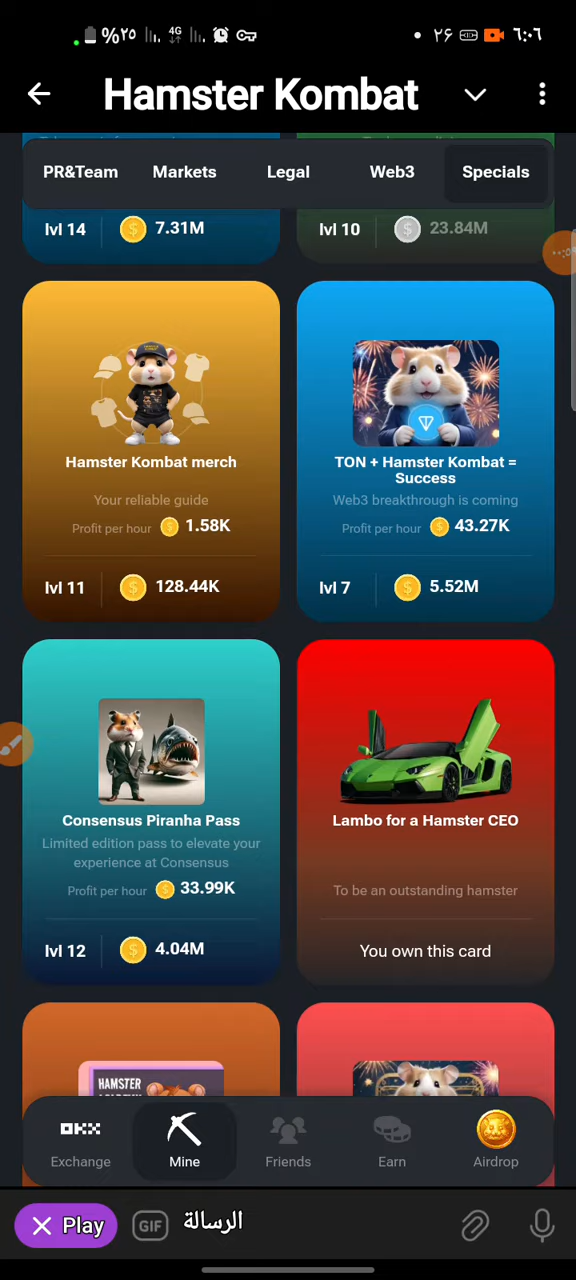 %۲٥ 4G ۲۶ ٦:٠٦
Hamster Kombat
PR&Team Markets Legal Web3 Specials
lvl 14 7.31M
lvl 10 23.84M
Hamster Kombat merch
Your reliable guide
Profit per hour 1.58K
lvl 11 128.44K
TON + Hamster Kombat =
Success
Web3 breakthrough is coming
Profit per hour 43.27K
lvl 7 5.52M
Consensus Piranha Pass
Limited edition pass to elevate your
experience at Consensus
Profit per hour 33.99K
lvl 12 4.04M
Lambo for a Hamster CEO
To be an outstanding hamster
You own this card
HAMSTER
Exchange Mine Friends Earn Airdrop
Play GIF الرسالة